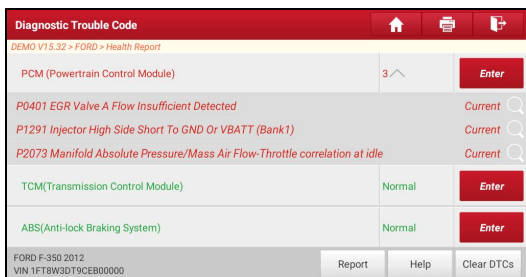 Diagnostic Trouble Code
DEMO V15.32 > FORD > Health Report
PCM (Powertrain Control Module) 3 Enter
P0401 EGR Valve A Flow Insufficient Detected Current
P1291 Injector High Side Short To GND Or VBATT (Bank1) Current
P2073 Manifold Absolute Pressure/Mass Air Flow-Throttle correlation at idle Current
TCM(Transmission Control Module) Normal Enter
ABS(Anti-lock Braking System) Normal Enter
FORD F-350 2012
VIN 1FT8W3DT9CEB00000
Report Help Clear DTCs